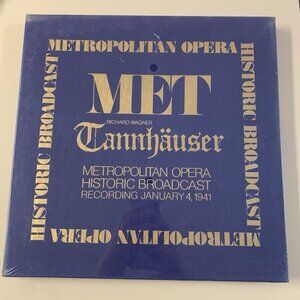 METROPOLITAN OPERA
HISTORIC BROADCAST
HISTORIC BROADCAST
MET
RICHARD WAGNER
Tannhäuser
METROPOLITAN OPERA
HISTORIC BROADCAST
RECORDING JANUARY 4, 1941
METROPOLITAN OPERA